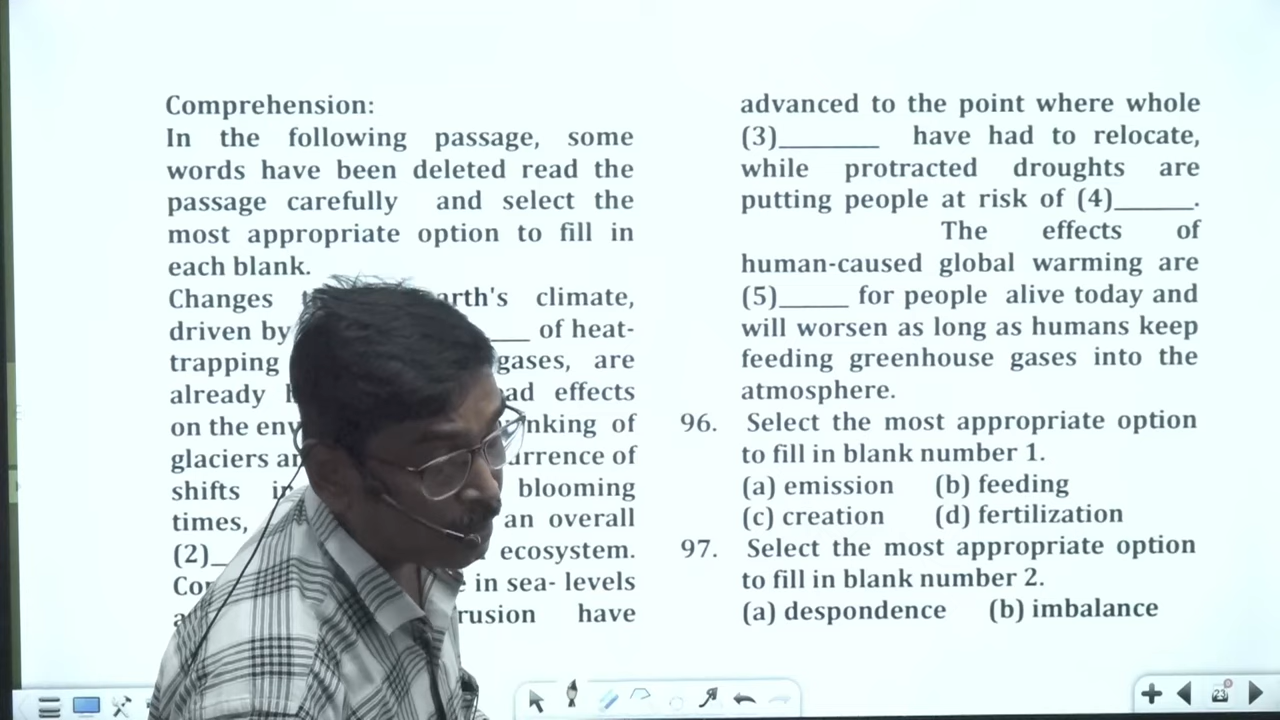 Comprehension:
In the following passage, some
words have been deleted read the
passage carefully and select the
most appropriate option to fill in
each blank.
Changes arth's climate,
driven by ____ of heat-
trapping gases, are
already ad effects
on the env nking of
glaciers an urrence of
shifts in blooming
times, an overall
(2)_ ecosystem.
Con in sea- levels
a rusion have
advanced to the point where whole
(3)________ have had to relocate,
while protracted droughts are
putting people at risk of (4)______.
The effects of
human-caused global warming are
(5)_____ for people alive today and
will worsen as long as humans keep
feeding greenhouse gases into the
atmosphere.
96. Select the most appropriate option
to fill in blank number 1.
(a) emission (b) feeding
(c) creation (d) fertilization
97. Select the most appropriate option
to fill in blank number 2.
(a) despondence (b) imbalance
23